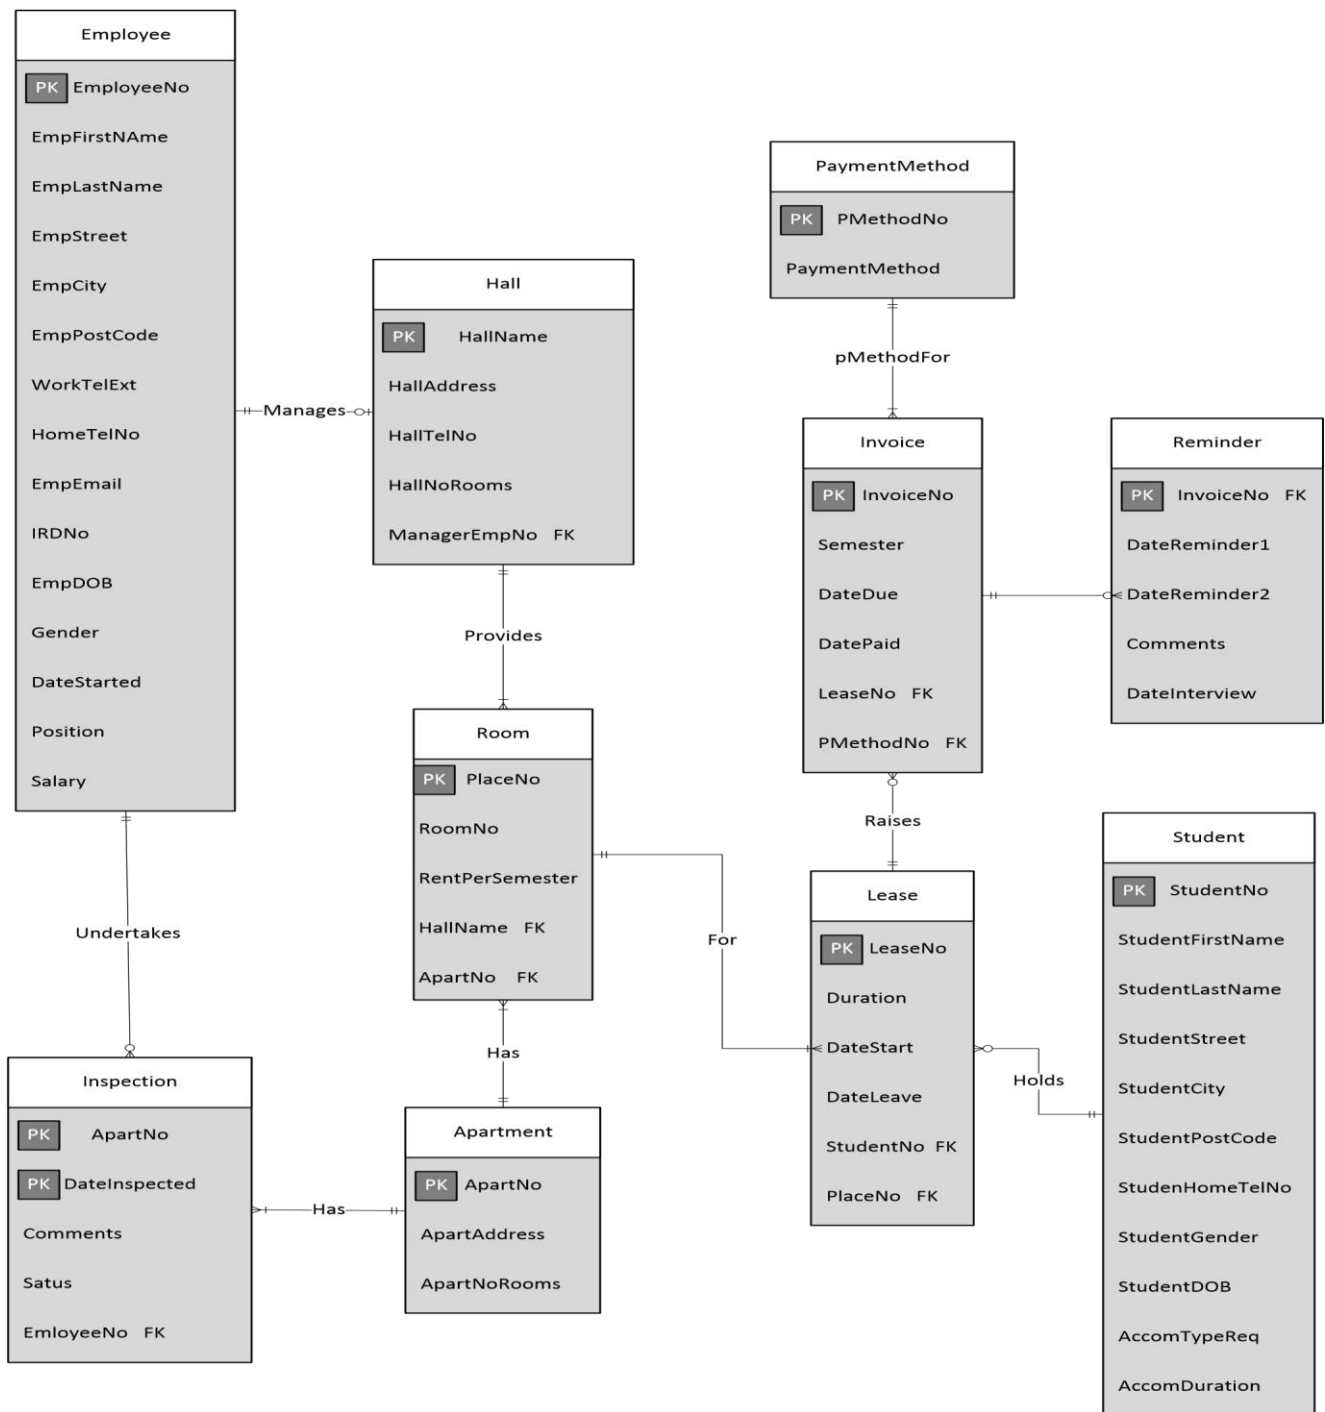 Employee
PK EmployeeNo
EmpFirstNAme
EmpLastName
EmpStreet
EmpCity
EmpPostCode
WorkTelExt
HomeTelNo
EmpEmail
IRDNo
EmpDOB
Gender
DateStarted
Position
Salary
Manages
Hall
PK HallName
HallAddress
HallTelNo
HallNoRooms
ManagerEmpNo FK
Provides
PaymentMethod
PK PMethodNo
PaymentMethod
pMethodFor
Invoice
PK InvoiceNo
Semester
DateDue
DatePaid
LeaseNo FK
PMethodNo FK
Reminder
PK InvoiceNo FK
DateReminder1
DateReminder2
Comments
DateInterview
Raises
Room
PK PlaceNo
RoomNo
RentPerSemester
HallName FK
ApartNo FK
For
Lease
PK LeaseNo
Duration
DateStart
DateLeave
StudentNo FK
PlaceNo FK
Holds
Student
PK StudentNo
StudentFirstName
StudentLastName
StudentStreet
StudentCity
StudentPostCode
StudenHomeTelNo
StudentGender
StudentDOB
AccomTypeReq
AccomDuration
Undertakes
Has
Inspection
PK ApartNo
PK DateInspected
Comments
Satus
EmloyeeNo FK
Has
Apartment
PK ApartNo
ApartAddress
ApartNoRooms